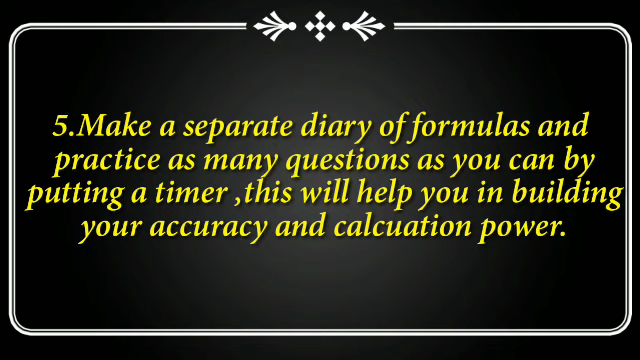 5.Make a separate diary of formulas and
practice as many questions as you can by
putting a timer ,this will help you in building
your accuracy and calcuation power.